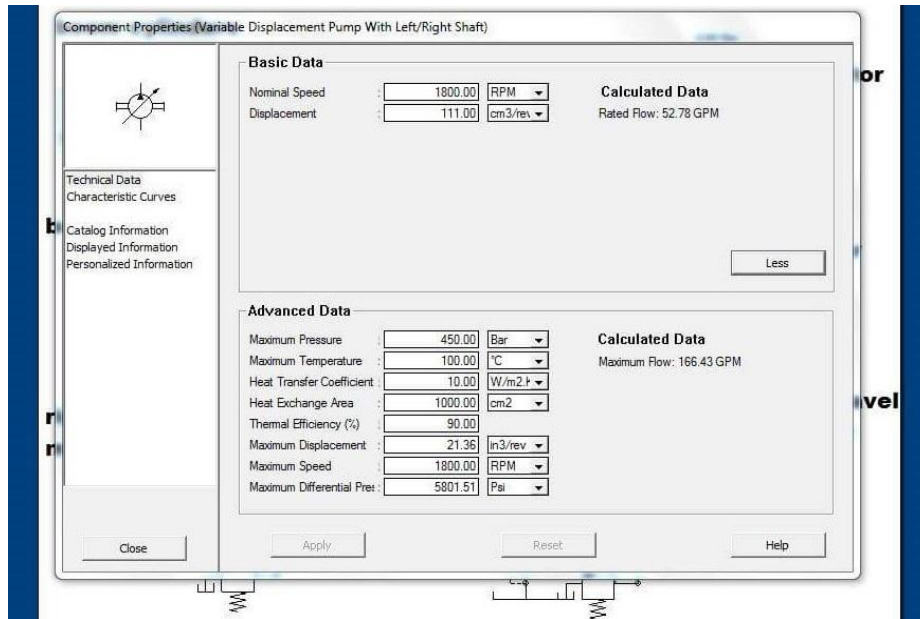 Component Properties (Variable Displacement Pump With Left/Right Shaft)
or
Technical Data
Characteristic Curves
Catalog Information
Displayed Information
Personalized Information
Close
Basic Data
Nominal Speed : 1800.00 RPM
Displacement : 111.00 cm3/rev
Calculated Data
Rated Flow: 52.78 GPM
Less
Advanced Data
Maximum Pressure : 450.00 Bar
Maximum Temperature : 100.00 °C
Heat Transfer Coefficient : 10.00 W/m2.K
Heat Exchange Area : 1000.00 cm2
Thermal Efficiency (%) : 90.00
Maximum Displacement : 21.36 in3/rev
Maximum Speed : 1800.00 RPM
Maximum Differential Pres : 5801.51 Psi
Calculated Data
Maximum Flow: 166.43 GPM
vel
Apply
Reset
Help